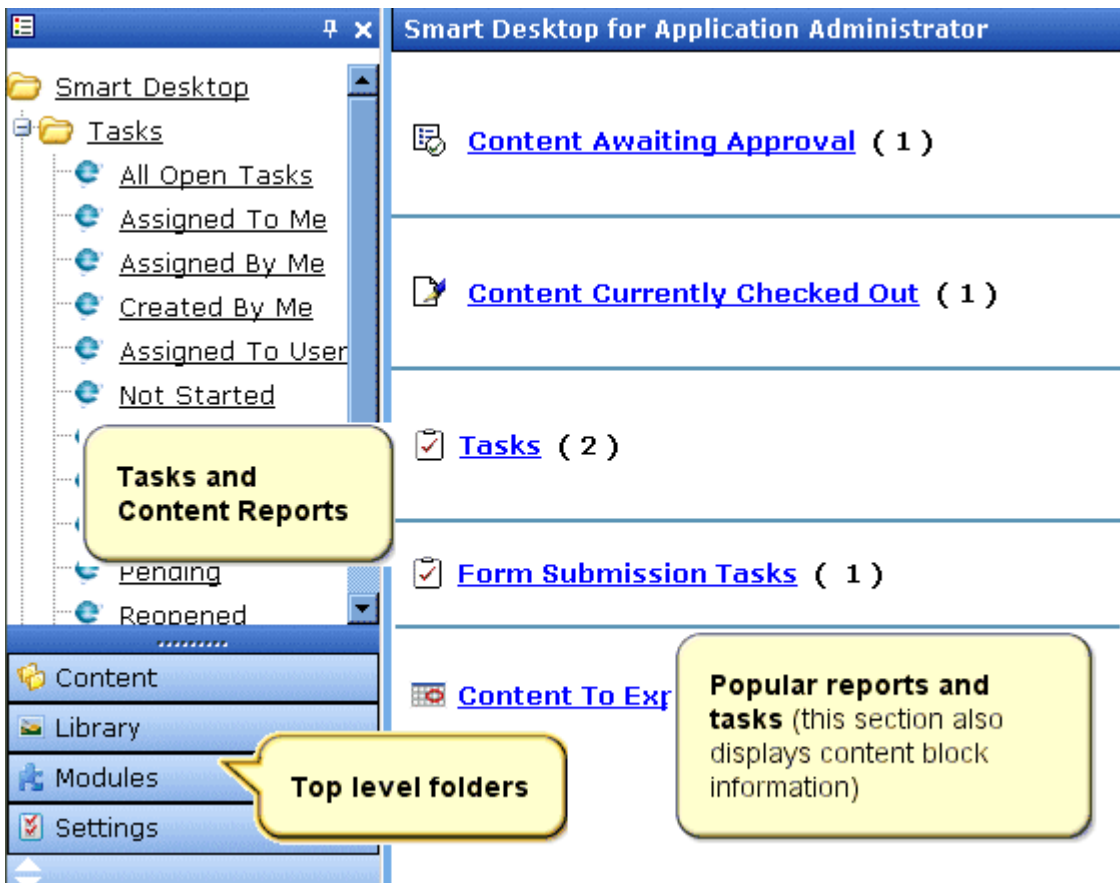 Smart Desktop for Application Administrator
Smart Desktop
Tasks
All Open Tasks
Assigned To Me
Assigned By Me
Created By Me
Assigned To User
Not Started
Tasks and
Content Reports
Pending
Reopened
Content
Library
Modules
Settings
Top level folders
Content Awaiting Approval ( 1 )
Content Currently Checked Out ( 1 )
Tasks ( 2 )
Form Submission Tasks ( 1 )
Content To Exp
Popular reports and
tasks (this section also
displays content block
information)